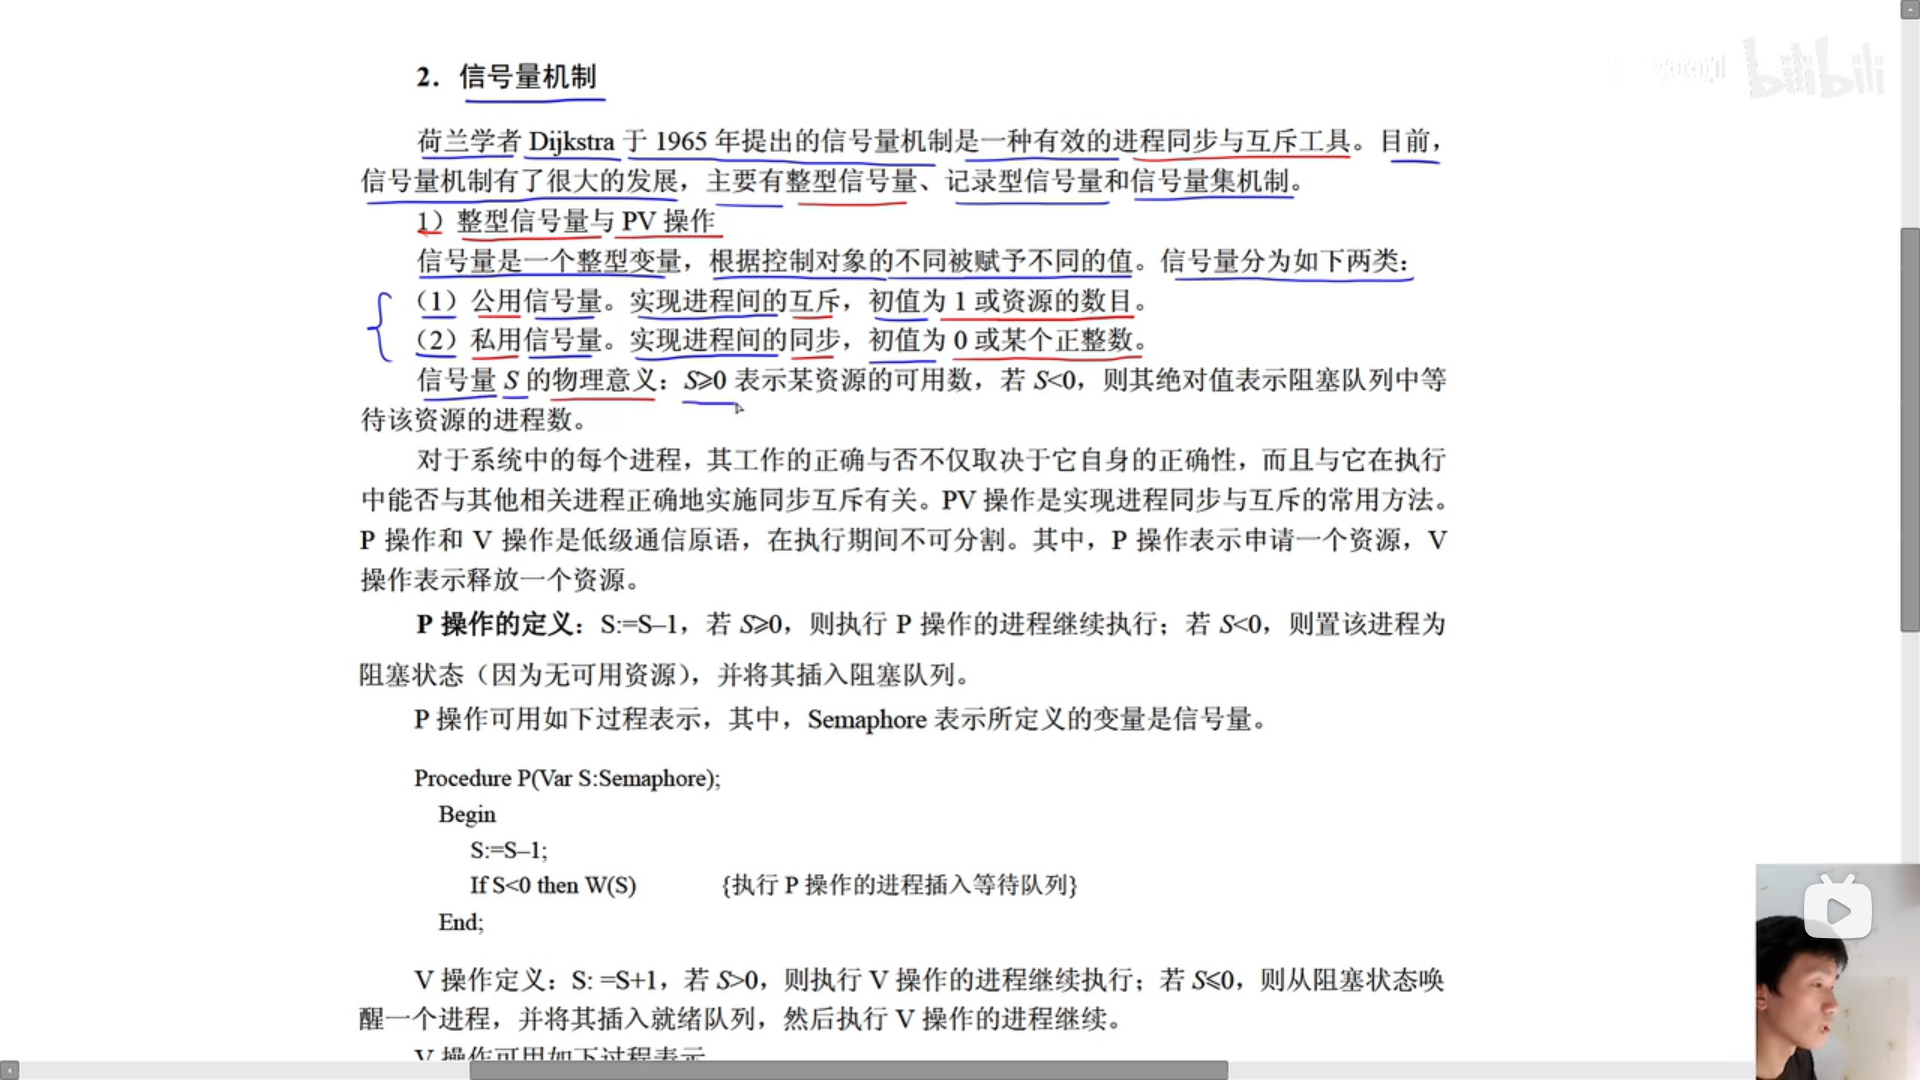 bilibili
2．信号量机制
荷兰学者 Dijkstra 于 1965 年提出的信号量机制是一种有效的进程同步与互斥工具。目前，
信号量机制有了很大的发展，主要有整型信号量、记录型信号量和信号量集机制。
1）整型信号量与 PV 操作
信号量是一个整型变量，根据控制对象的不同被赋予不同的值。信号量分为如下两类：
（1）公用信号量。实现进程间的互斥，初值为 1 或资源的数目。
（2）私用信号量。实现进程间的同步，初值为 0 或某个正整数。
信号量 S 的物理意义：S⩾0 表示某资源的可用数，若 S<0，则其绝对值表示阻塞队列中等
待该资源的进程数。
对于系统中的每个进程，其工作的正确与否不仅取决于它自身的正确性，而且与它在执行
中能否与其他相关进程正确地实施同步互斥有关。PV 操作是实现进程同步与互斥的常用方法。
P 操作和 V 操作是低级通信原语，在执行期间不可分割。其中，P 操作表示申请一个资源，V
操作表示释放一个资源。
P 操作的定义：S:=S–1，若 S⩾0，则执行 P 操作的进程继续执行；若 S<0，则置该进程为
阻塞状态（因为无可用资源），并将其插入阻塞队列。
P 操作可用如下过程表示，其中，Semaphore 表示所定义的变量是信号量。
Procedure P(Var S:Semaphore);
Begin
S:=S–1;
If S<0 then W(S) {执行 P 操作的进程插入等待队列}
End;
V 操作定义：S: =S+1，若 S>0，则执行 V 操作的进程继续执行；若 S⩽0，则从阻塞状态唤
醒一个进程，并将其插入就绪队列，然后执行 V 操作的进程继续。
V 操作可用如下过程表示